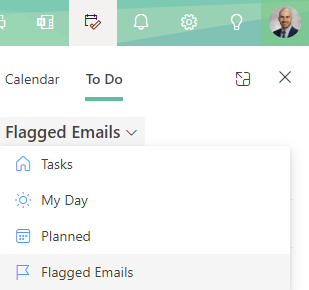 Calendar To Do
Flagged Emails
Tasks
My Day
Planned
Flagged Emails